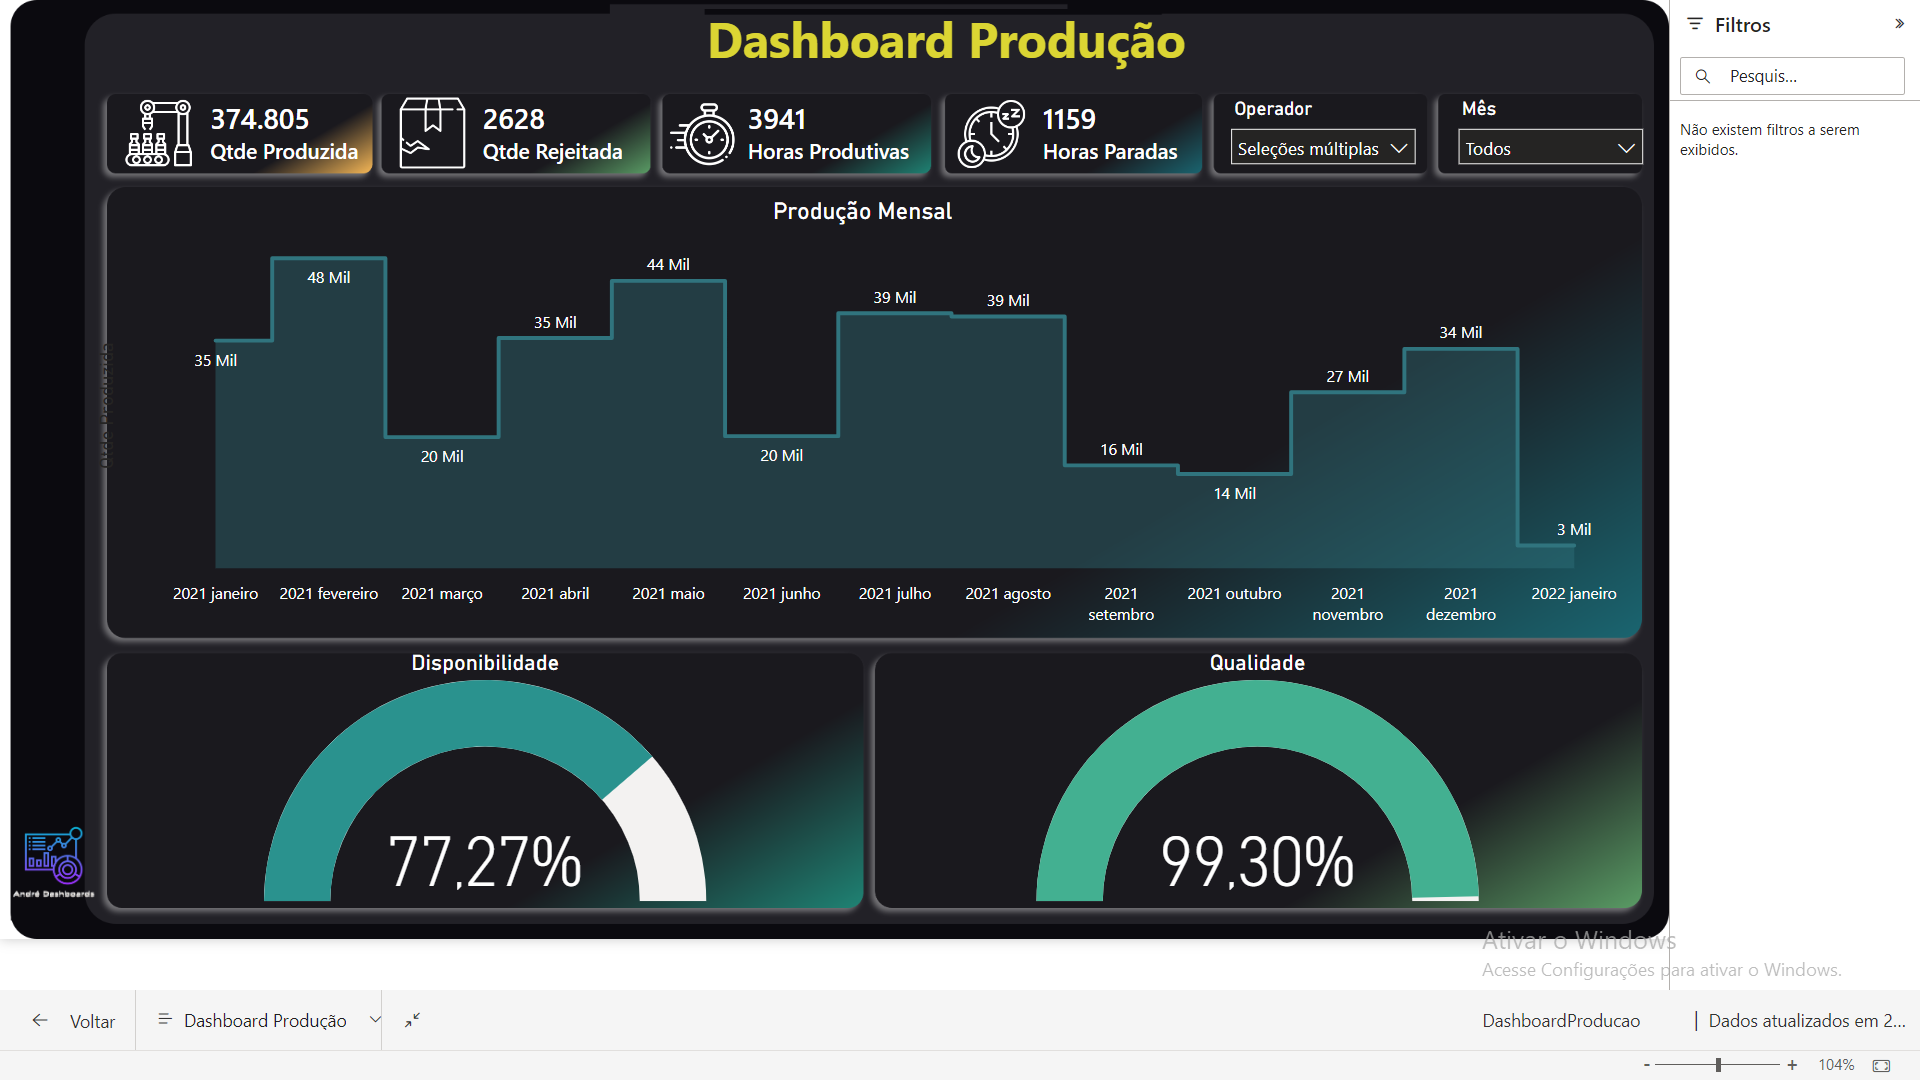 Dashboard Produção
374.805
Qtde Produzida
2628
Qtde Rejeitada
3941
Horas Produtivas
1159
Horas Paradas
Operador
Seleções múltiplas
Mês
Todos
Filtros
Pesquis...
Não existem filtros a serem
exibidos.
Produção Mensal
Qtde Produzida
35 Mil
48 Mil
20 Mil
35 Mil
44 Mil
20 Mil
39 Mil
39 Mil
16 Mil
14 Mil
27 Mil
34 Mil
3 Mil
2021 janeiro
2021 fevereiro
2021 março
2021 abril
2021 maio
2021 junho
2021 julho
2021 agosto
2021
setembro
2021 outubro
2021
novembro
2021
dezembro
2022 janeiro
Disponibilidade
77,27%
Qualidade
99,30%
André Dashboards
Ativar o Windows
Acesse Configurações para ativar o Windows.
Voltar
Dashboard Produção
DashboardProducao
| Dados atualizados em 2...
- + 104%